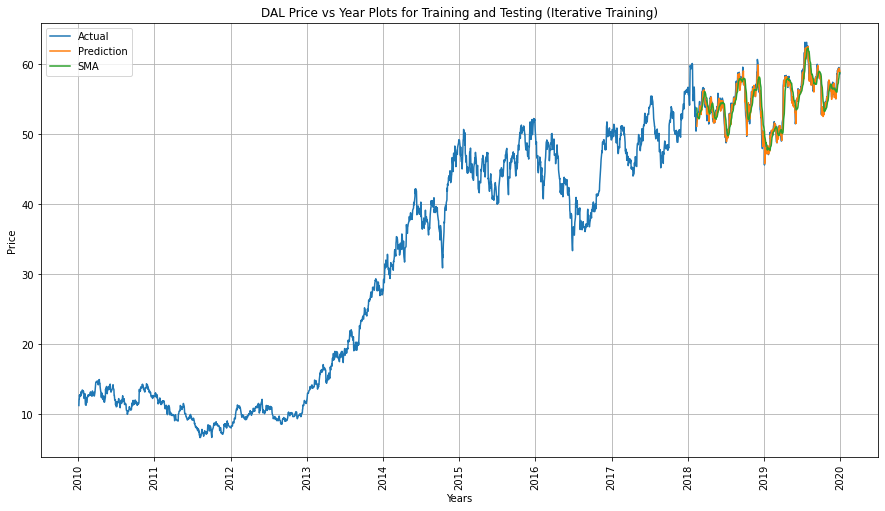 DAL Price vs Year Plots for Training and Testing (Iterative Training)
Actual
Prediction
SMA
60
50
40
30
20
10
Price
2010
2011
2012
2013
2014
2015
2016
2017
2018
2019
2020
Years